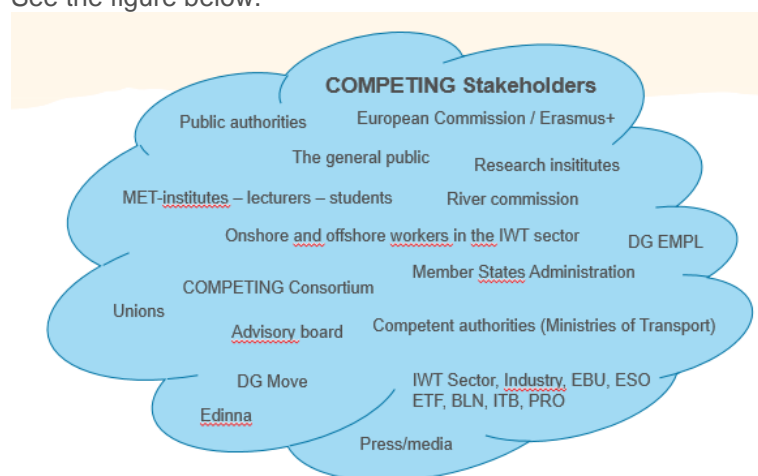 See the figure below:
COMPETING Stakeholders
Public authorities
European Commission / Erasmus+
The general public
Research insititutes
MET-institutes – lecturers – students
River commission
Onshore and offshore workers in the IWT sector
DG EMPL
Member States Administration
COMPETING Consortium
Unions
Advisory board
Competent authorities (Ministries of Transport)
DG Move
IWT Sector, Industry, EBU, ESO
ETF, BLN, ITB, PRO
Edinna
Press/media